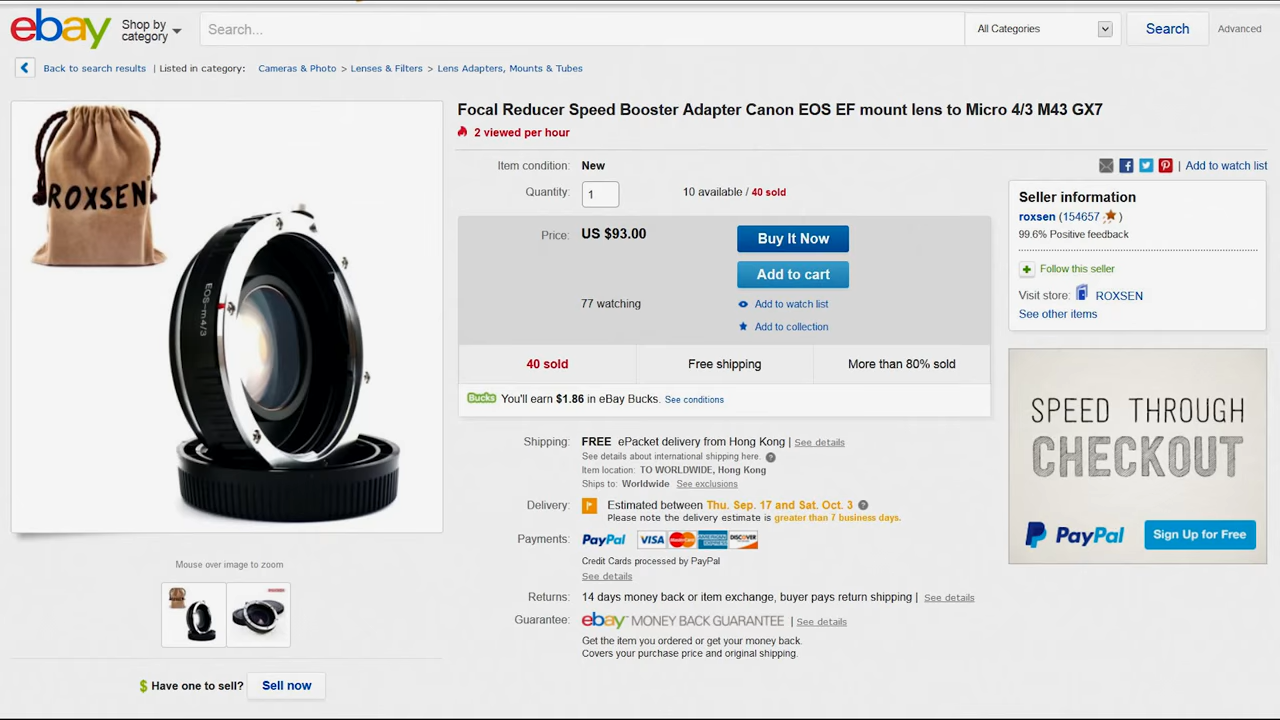 ebay
Shop by
category
Search...
All Categories
Search
Advanced
Back to search results | Listed in category: Cameras & Photo > Lenses & Filters > Lens Adapters, Mounts & Tubes
ROXSEN
EOS-m4/3
Focal Reducer Speed Booster Adapter Canon EOS EF mount lens to Micro 4/3 M43 GX7
2 viewed per hour
Item condition: New
| Add to watch list
Quantity: 1 10 available / 40 sold
Price: US $93.00
Buy It Now
Add to cart
77 watching
Add to watch list
Add to collection
40 sold
Free shipping
More than 80% sold
Bucks You'll earn $1.86 in eBay Bucks. See conditions
Shipping: FREE ePacket delivery from Hong Kong | See details
See details about international shipping here. ?
Item location: TO WORLDWIDE, Hong Kong
Ships to: Worldwide See exclusions
Delivery: Estimated between Thu. Sep. 17 and Sat. Oct. 3 ?
Please note the delivery estimate is greater than 7 business days.
Payments: PayPal VISA MasterCard AMERICAN EXPRESS DISCOVER
Credit Cards processed by PayPal
See details
Returns: 14 days money back or item exchange, buyer pays return shipping | See details
Guarantee: ebay MONEY BACK GUARANTEE | See details
Get the item you ordered or get your money back.
Covers your purchase price and original shipping.
Seller information
roxsen (154657 )
99.6% Positive feedback
Follow this seller
Visit store: ROXSEN
See other items
SPEED THROUGH
CHECKOUT
PayPal Sign Up for Free
Mouse over image to zoom
$ Have one to sell? Sell now